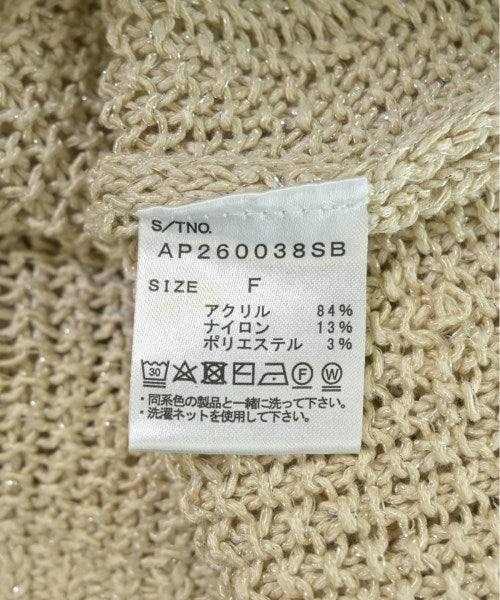 S/TNO.
AP260038SB
SIZE F
アクリル 84%
ナイロン 13%
ポリエステル 3%
30 F W
・同系色の製品と一緒に洗って下さい。
・洗濯ネットを使用して下さい。